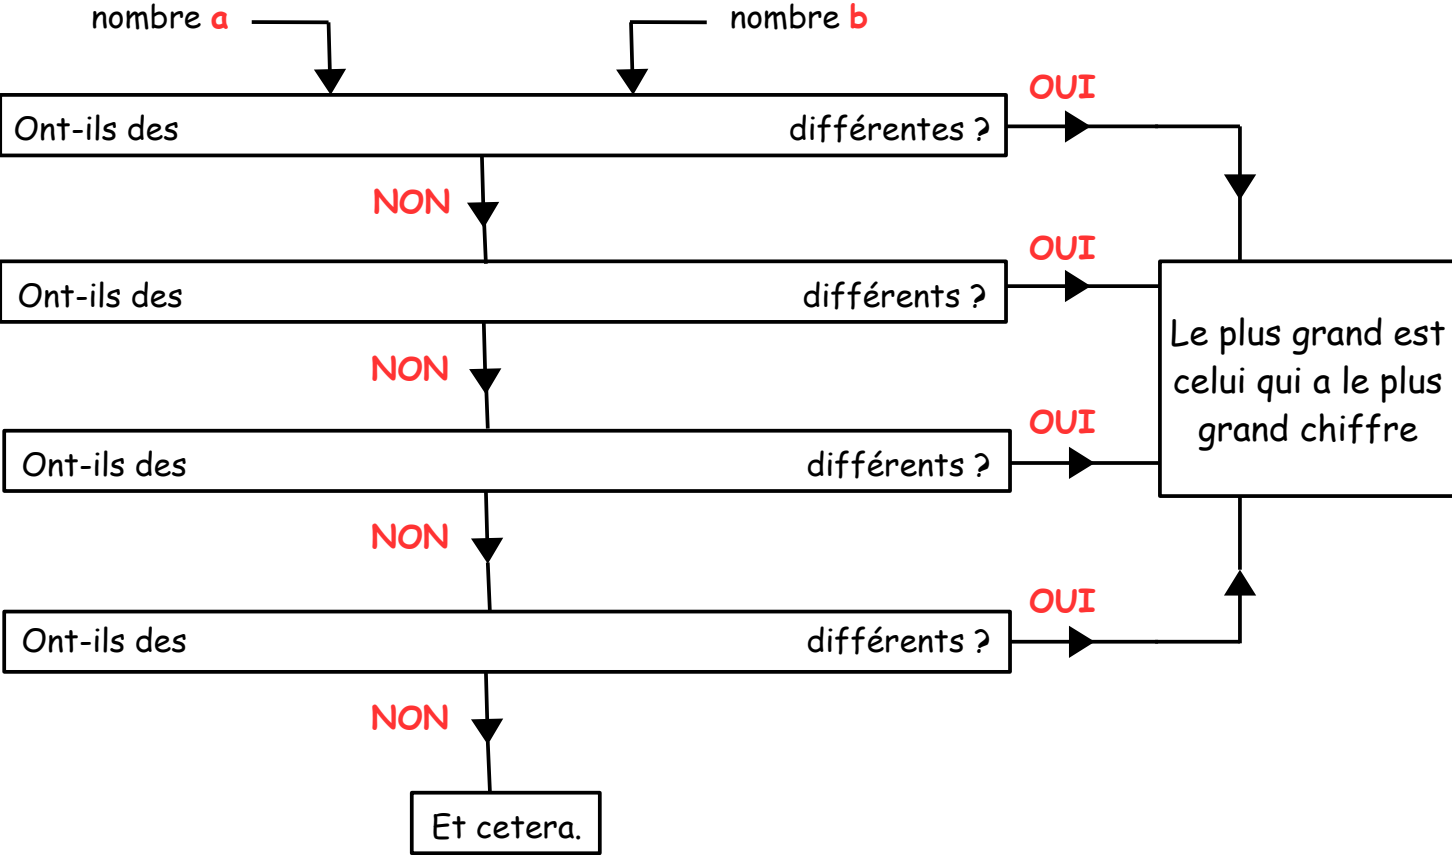 nombre a nombre b
OUI
Ont-ils des différentes ?
NON
OUI
Ont-ils des différents ?
Le plus grand est
celui qui a le plus
grand chiffre
NON
OUI
Ont-ils des différents ?
NON
OUI
Ont-ils des différents ?
NON
Et cetera.